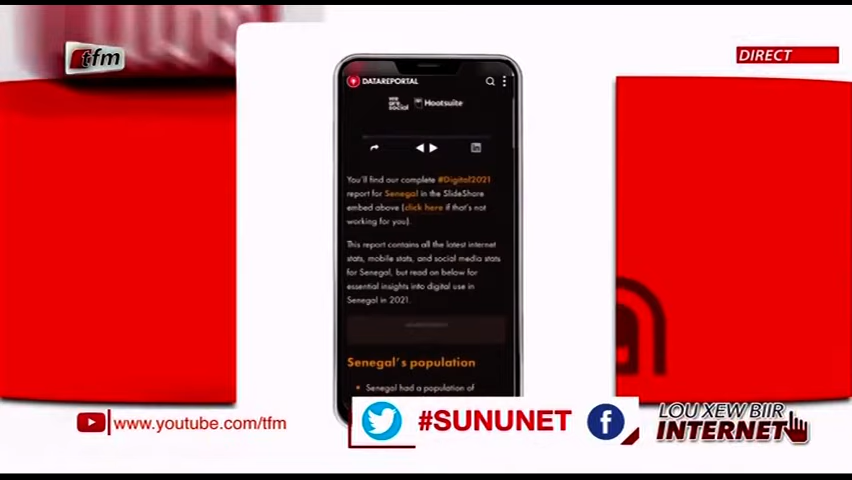 tfm
DIRECT
DATAREPORTAL
we are. social
Hootsuite
You'll find our complete #Digital2021
report for Senegal in the SlideShare
embed above (click here if that's not
working for you).
This report contains all the latest internet
stats, mobile stats, and social media stats
for Senegal, but read on below for
essential insights into digital use in
Senegal in 2021.
Senegal's population
Senegal had a population of
www.youtube.com/tfm
#SUNUNET
LOU XEW BIIR
INTERNET